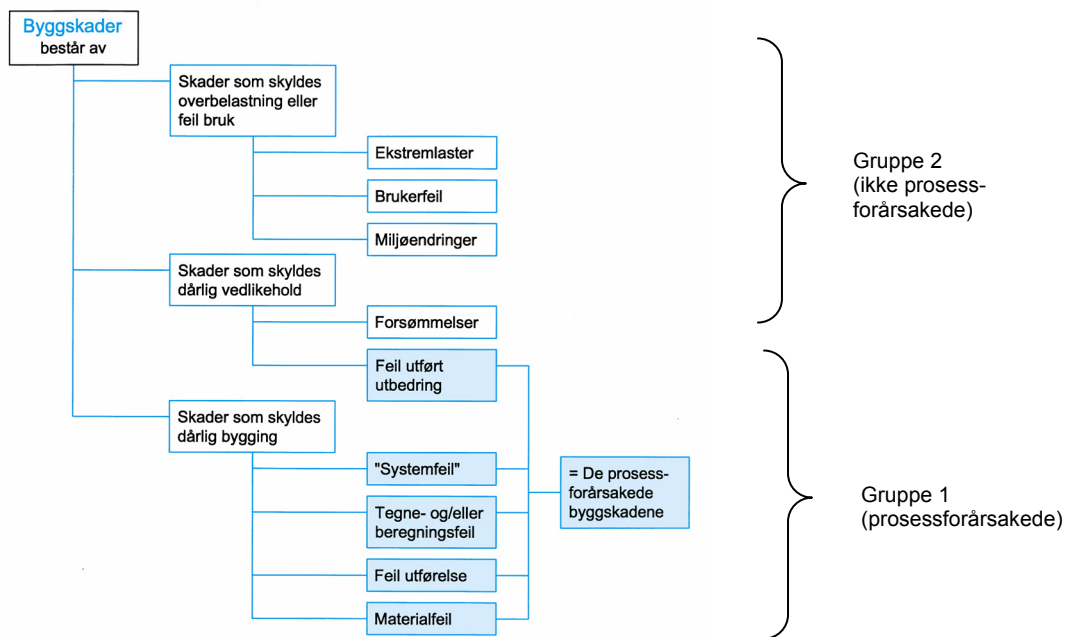 Byggskader
består av
Skader som skyldes
overbelastning eller
feil bruk
Ekstremlaster
Brukerfeil
Miljøendringer
Skader som skyldes
dårlig vedlikehold
Forsømmelser
Feil utført
utbedring
Skader som skyldes
dårlig bygging
"Systemfeil"
Tegne- og/eller
beregningsfeil
Feil utførelse
Materialfeil
= De prosess-
forårsakede
byggskadene
Gruppe 2
(ikke prosess-
forårsakede)
Gruppe 1
(prosessforårsakede)